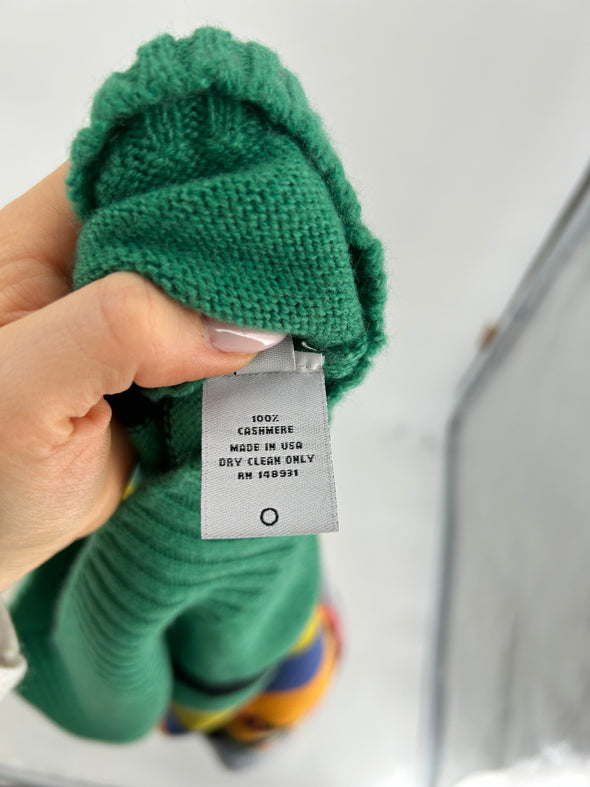 100%
CASHMERE
MADE IN USA
DRY CLEAN ONLY
RN 148931